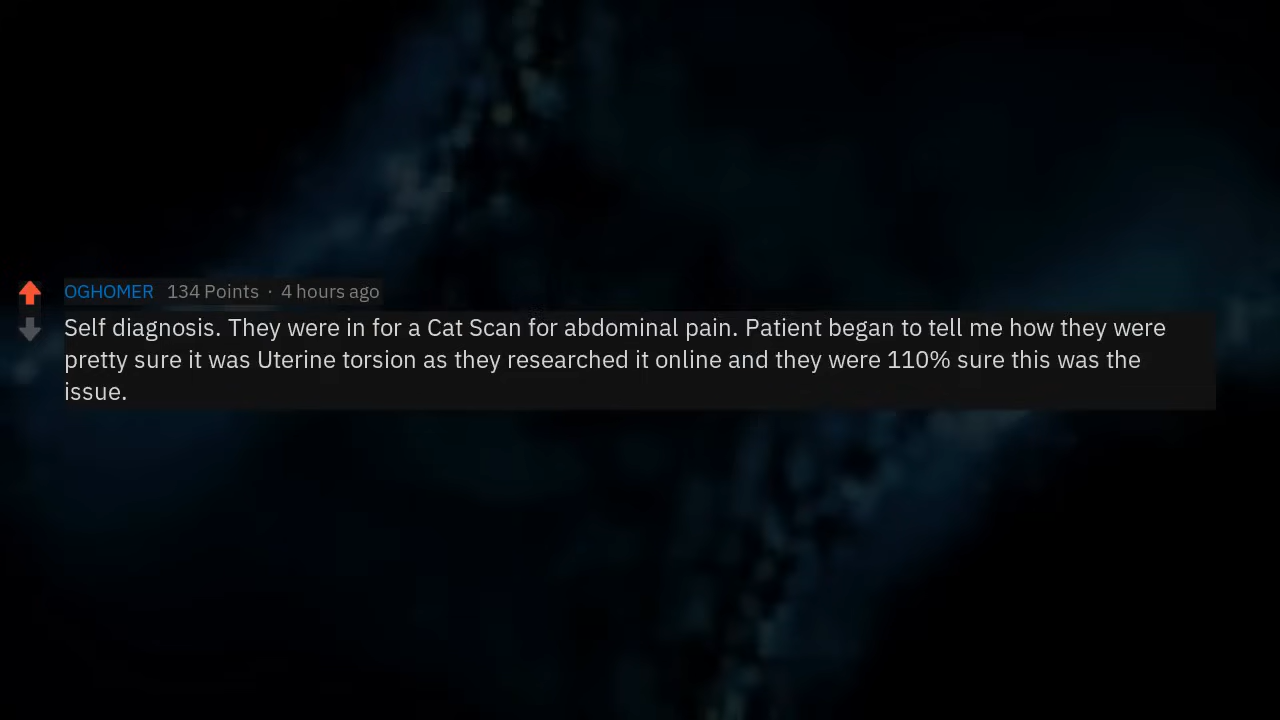 OGHOMER 134 Points · 4 hours ago
Self diagnosis. They were in for a Cat Scan for abdominal pain. Patient began to tell me how they were
pretty sure it was Uterine torsion as they researched it online and they were 110% sure this was the
issue.